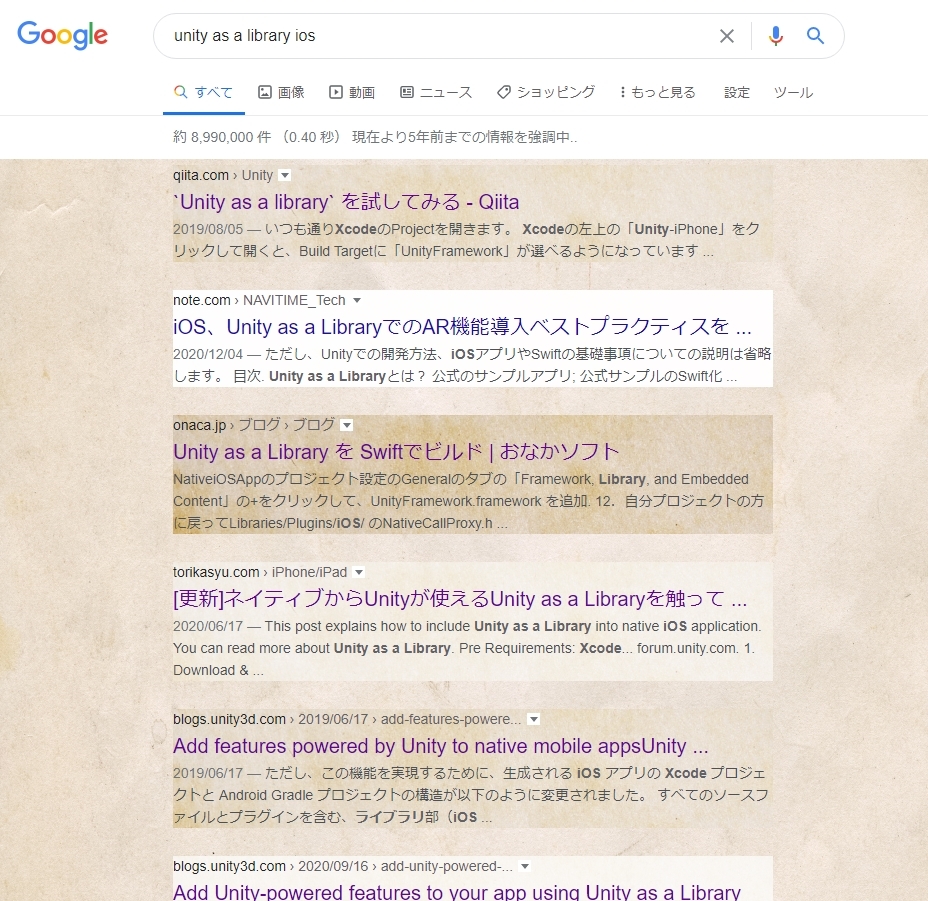 Google
unity as a library ios
すべて 画像 動画 ニュース ショッピング もっと見る 設定 ツール
約 8,990,000 件 （0.40 秒） 現在より5年前までの情報を強調中..
qiita.com › Unity
`Unity as a library` を試してみる - Qiita
2019/08/05 — いつも通りXcodeのProjectを開きます。 Xcodeの左上の「Unity-iPhone」をク
リックして開くと、Build Targetに「UnityFramework」が選べるようになっています ...
note.com › NAVITIME_Tech
iOS、Unity as a LibraryでのAR機能導入ベストプラクティスを ...
2020/12/04 — ただし、Unityでの開発方法、iOSアプリやSwiftの基礎事項についての説明は省略
します。 目次. Unity as a Libraryとは？ 公式のサンプルアプリ; 公式サンプルのSwift化 ...
onaca.jp › ブログ › ブログ
Unity as a Library を Swiftでビルド | おなかソフト
NativeiOSAppのプロジェクト設定のGeneralのタブの「Framework, Library, and Embedded
Content」の+をクリックして、UnityFramework.framework を追加. 12．自分プロジェクトの方
に戻ってLibraries/Plugins/iOS/ のNativeCallProxy.h ...
torikasyu.com › iPhone/iPad
[更新]ネイティブからUnityが使えるUnity as a Libraryを触って ...
2020/06/17 — This post explains how to include Unity as a Library into native iOS application.
You can read more about Unity as a Library. Pre Requirements: Xcode... forum.unity.com. 1.
Download & ...
blogs.unity3d.com › 2019/06/17 › add-features-powere...
Add features powered by Unity to native mobile appsUnity ...
2019/06/17 — ただし、この機能を実現するために、生成される iOS アプリの Xcode プロジェ
クトと Android Gradle プロジェクトの構造が以下のように変更されました。 すべてのソースフ
ァイルとプラグインを含む、ライブラリ部（iOS ...
blogs.unity3d.com › 2020/09/16 › add-unity-powered-...
Add Unity-powered features to your app using Unity as a Library